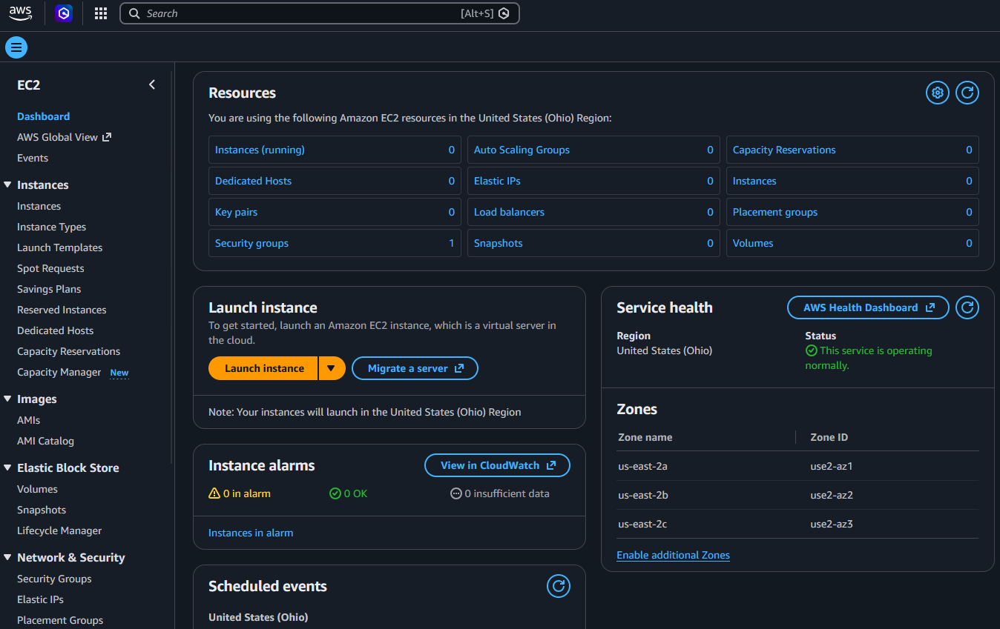 aws
Search
[Alt+S]
EC2
Dashboard
AWS Global View
Events
Instances
Instances
Instance Types
Launch Templates
Spot Requests
Savings Plans
Reserved Instances
Dedicated Hosts
Capacity Reservations
Capacity Manager New
Images
AMIs
AMI Catalog
Elastic Block Store
Volumes
Snapshots
Lifecycle Manager
Network & Security
Security Groups
Elastic IPs
Placement Groups
Resources
You are using the following Amazon EC2 resources in the United States (Ohio) Region:
Instances (running) 0
Auto Scaling Groups 0
Capacity Reservations 0
Dedicated Hosts 0
Elastic IPs 0
Instances 0
Key pairs 0
Load balancers 0
Placement groups 0
Security groups 1
Snapshots 0
Volumes 0
Launch instance
To get started, launch an Amazon EC2 instance, which is a virtual server in
the cloud.
Launch instance
Migrate a server
Note: Your instances will launch in the United States (Ohio) Region
Instance alarms
View in CloudWatch
0 in alarm
0 OK
0 insufficient data
Instances in alarm
Scheduled events
United States (Ohio)
Service health
AWS Health Dashboard
Region
United States (Ohio)
Status
This service is operating
normally.
Zones
Zone name Zone ID
us-east-2a use2-az1
us-east-2b use2-az2
us-east-2c use2-az3
Enable additional Zones